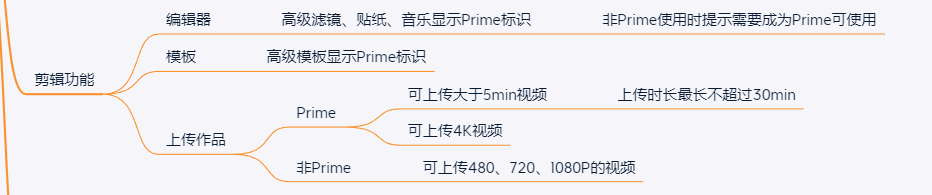 剪辑功能
编辑器
高级滤镜、贴纸、音乐显示Prime标识
非Prime使用时提示需要成为Prime可使用
模板
高级模板显示Prime标识
上传作品
Prime
可上传大于5min视频
上传时长最长不超过30min
可上传4K视频
非Prime
可上传480、720、1080P的视频